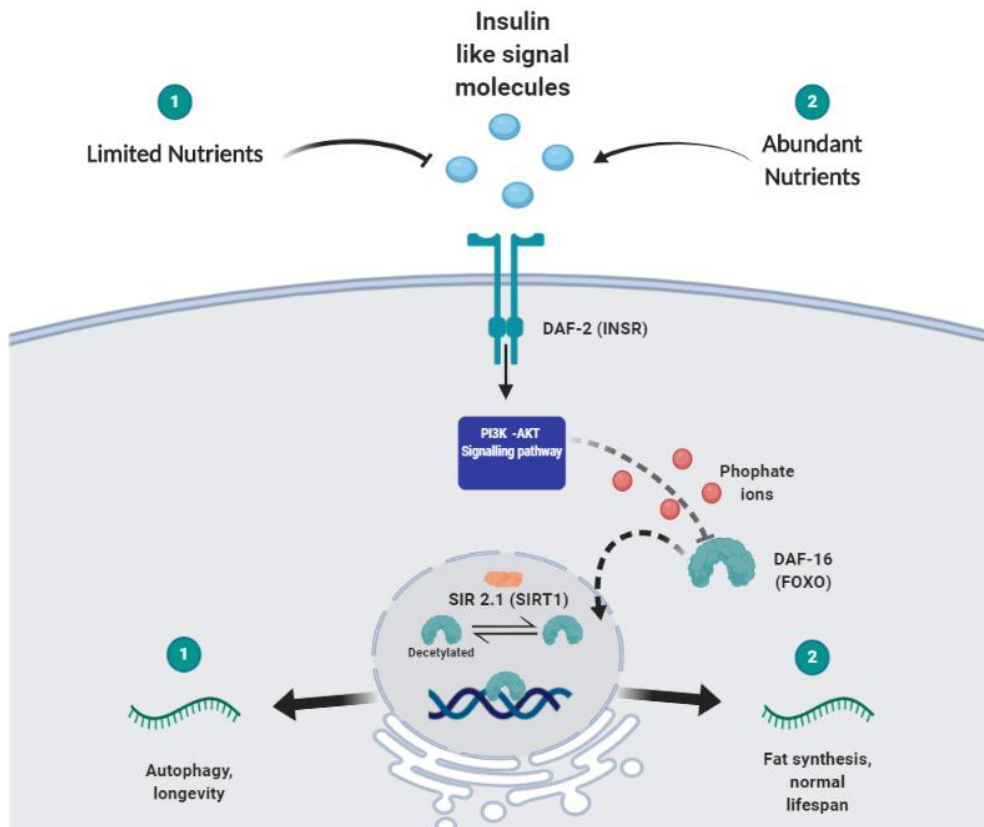 Insulin
like signal
molecules
1
Limited Nutrients
2
Abundant
Nutrients
DAF-2 (INSR)
PI3K -AKT
Signalling pathway
Phophate
ions
DAF-16
(FOXO)
SIR 2.1 (SIRT1)
Decetylated
1
Autophagy,
longevity
2
Fat synthesis,
normal
lifespan